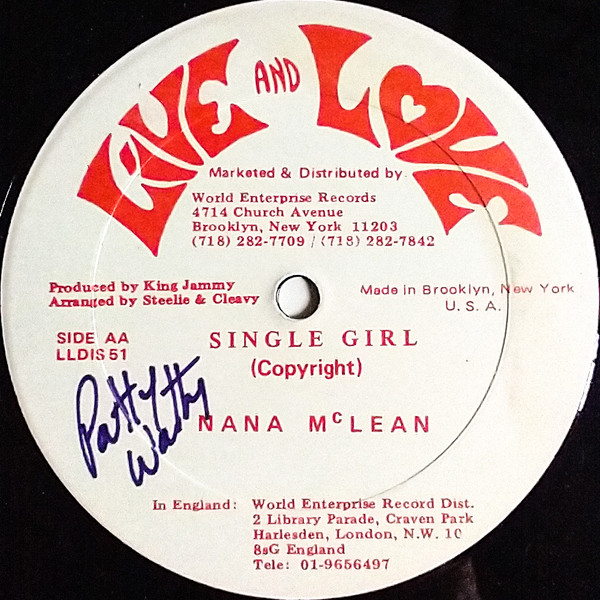 LIVE AND LOVE
Marketed & Distributed by
World Enterprise Records
4714 Church Avenue
Brooklyn, New York 11203
(718) 282-7709 / (718) 282-7842
Produced by King Jammy
Arranged by Steelie & Cleavy
Made in Brooklyn, New York
U. S. A.
SIDE AA
LLDIS 51
SINGLE GIRL
(Copyright)
NANA McLEAN
In England: World Enterprise Record Dist.
2 Library Parade, Craven Park
Harlesden, London, N.W. 10
8sG England
Tele: 01-9656497